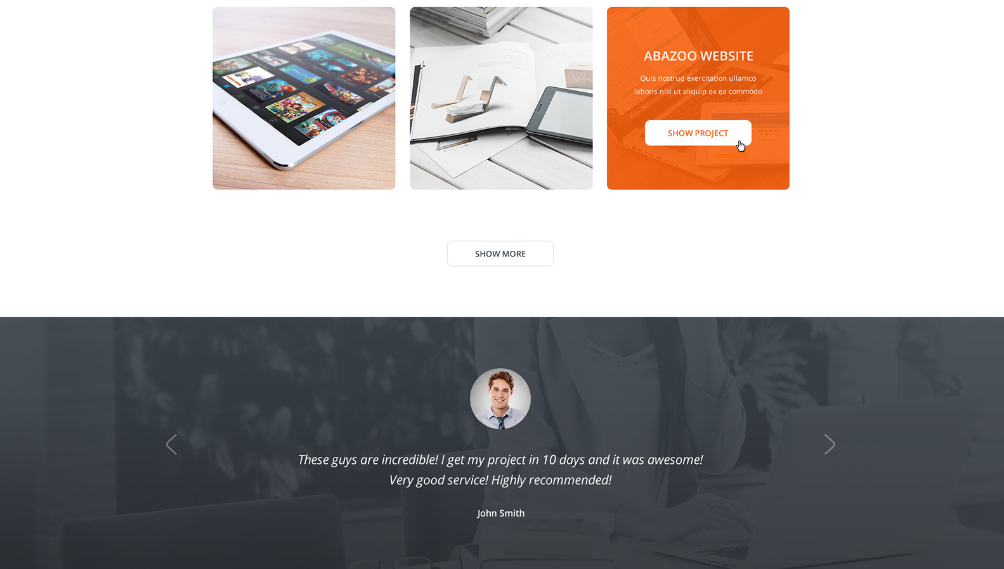 ABAZOO WEBSITE
Quis nostrud exercitation ullamco
laboris nisi ut aliquip ex ea commodo
SHOW PROJECT
SHOW MORE
These guys are incredible! I get my project in 10 days and it was awesome!
Very good service! Highly recommended!
John Smith